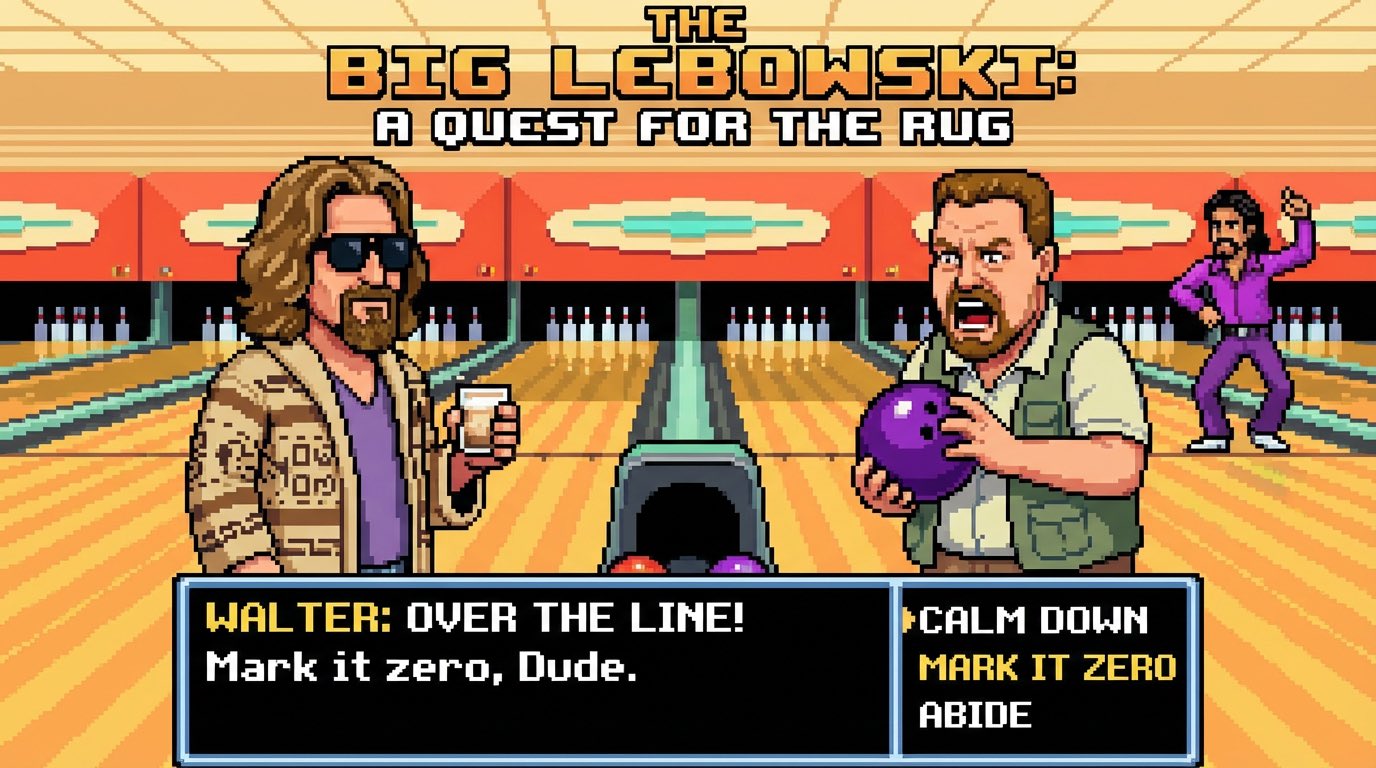 THE
BIG LEBOWSKI:
A QUEST FOR THE RUG
WALTER: OVER THE LINE!
Mark it zero, Dude.
CALM DOWN
MARK IT ZERO
ABIDE